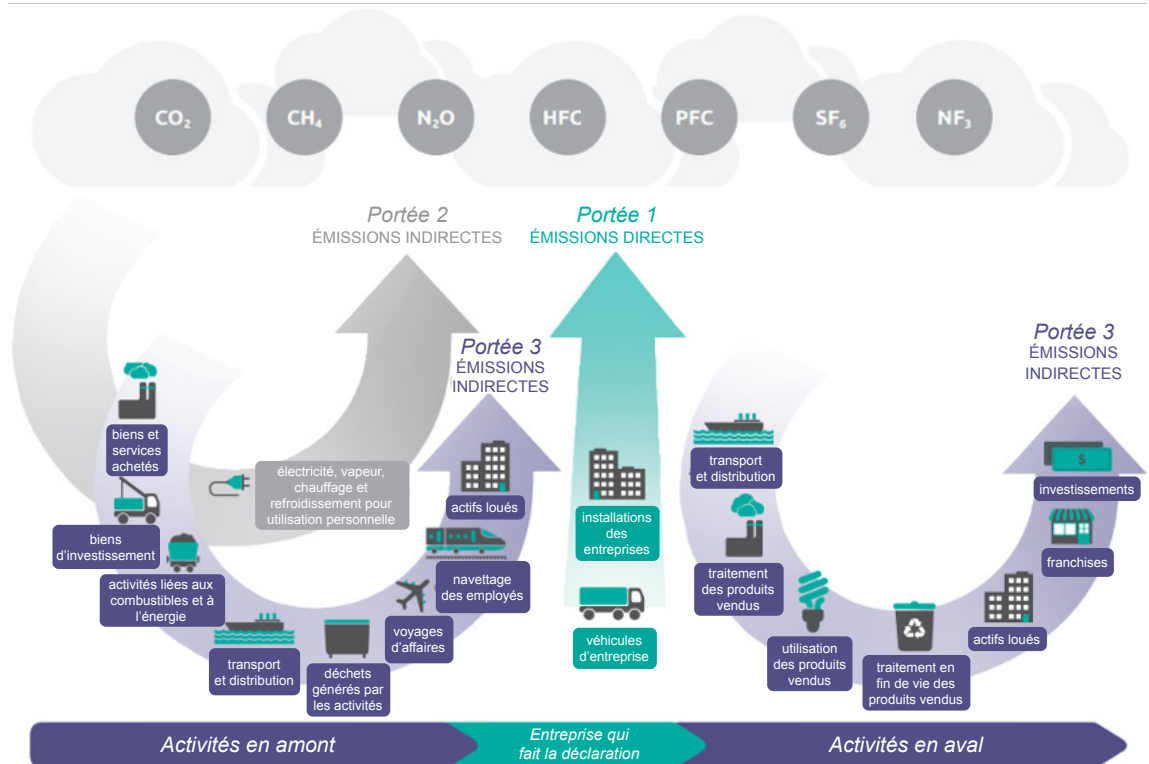 CO₂
CH₄
N₂O
HFC
PFC
SF₆
NF₃
Portée 2
ÉMISSIONS INDIRECTES
Portée 1
ÉMISSIONS DIRECTES
Portée 3
ÉMISSIONS
INDIRECTES
Portée 3
ÉMISSIONS
INDIRECTES
biens et
services
achetés
biens
d'investissement
activités liées aux
combustibles et à
l'énergie
transport
et distribution
déchets
générés par
les activités
voyages
d'affaires
navettage
des employés
actifs loués
électricité, vapeur,
chauffage et
refroidissement pour
utilisation personnelle
installations
des
entreprises
véhicules
d'entreprise
transport
et distribution
traitement
des produits
vendus
utilisation
des produits
vendus
traitement en
fin de vie des
produits vendus
actifs loués
franchises
$
investissements
Activités en amont
Entreprise qui
fait la déclaration
Activités en aval